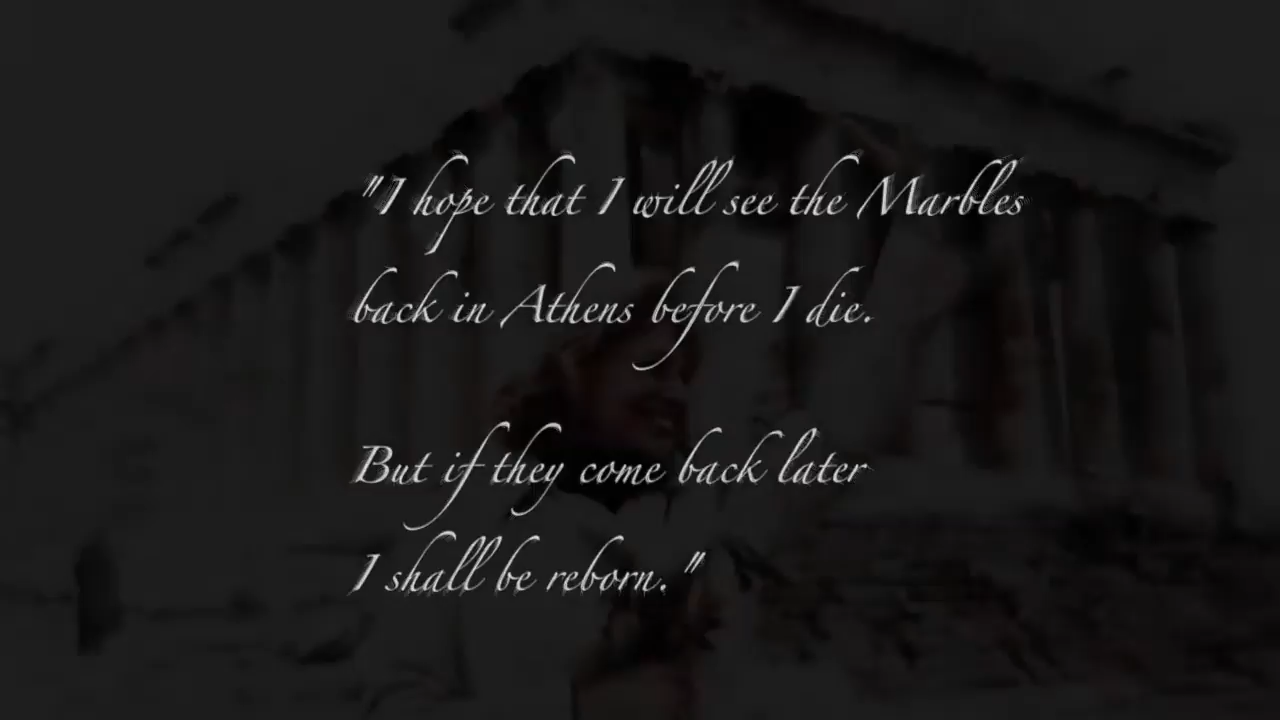 "I hope that I will see the Marbles
back in Athens before I die.
But if they come back later
I shall be reborn."